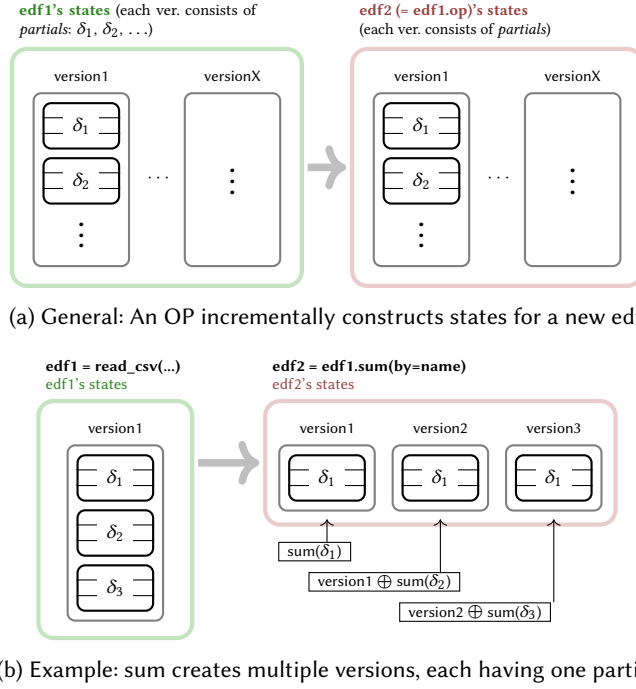 edf1's states (each ver. consists of
partials: δ1, δ2, …)
edf2 (= edf1.op)'s states
(each ver. consists of partials)
version1
versionX
version1
versionX
δ1
δ1
δ2
…
⋮
δ2
…
⋮
⋮
⋮
(a) General: An OP incrementally constructs states for a new ed
edf1 = read_csv(...)
edf1's states
edf2 = edf1.sum(by=name)
edf2's states
version1
version1
version2
version3
δ1
δ1
δ1
δ1
δ2
δ3
sum(δ1)
version1 ⊕ sum(δ2)
version2 ⊕ sum(δ3)
(b) Example: sum creates multiple versions, each having one parti